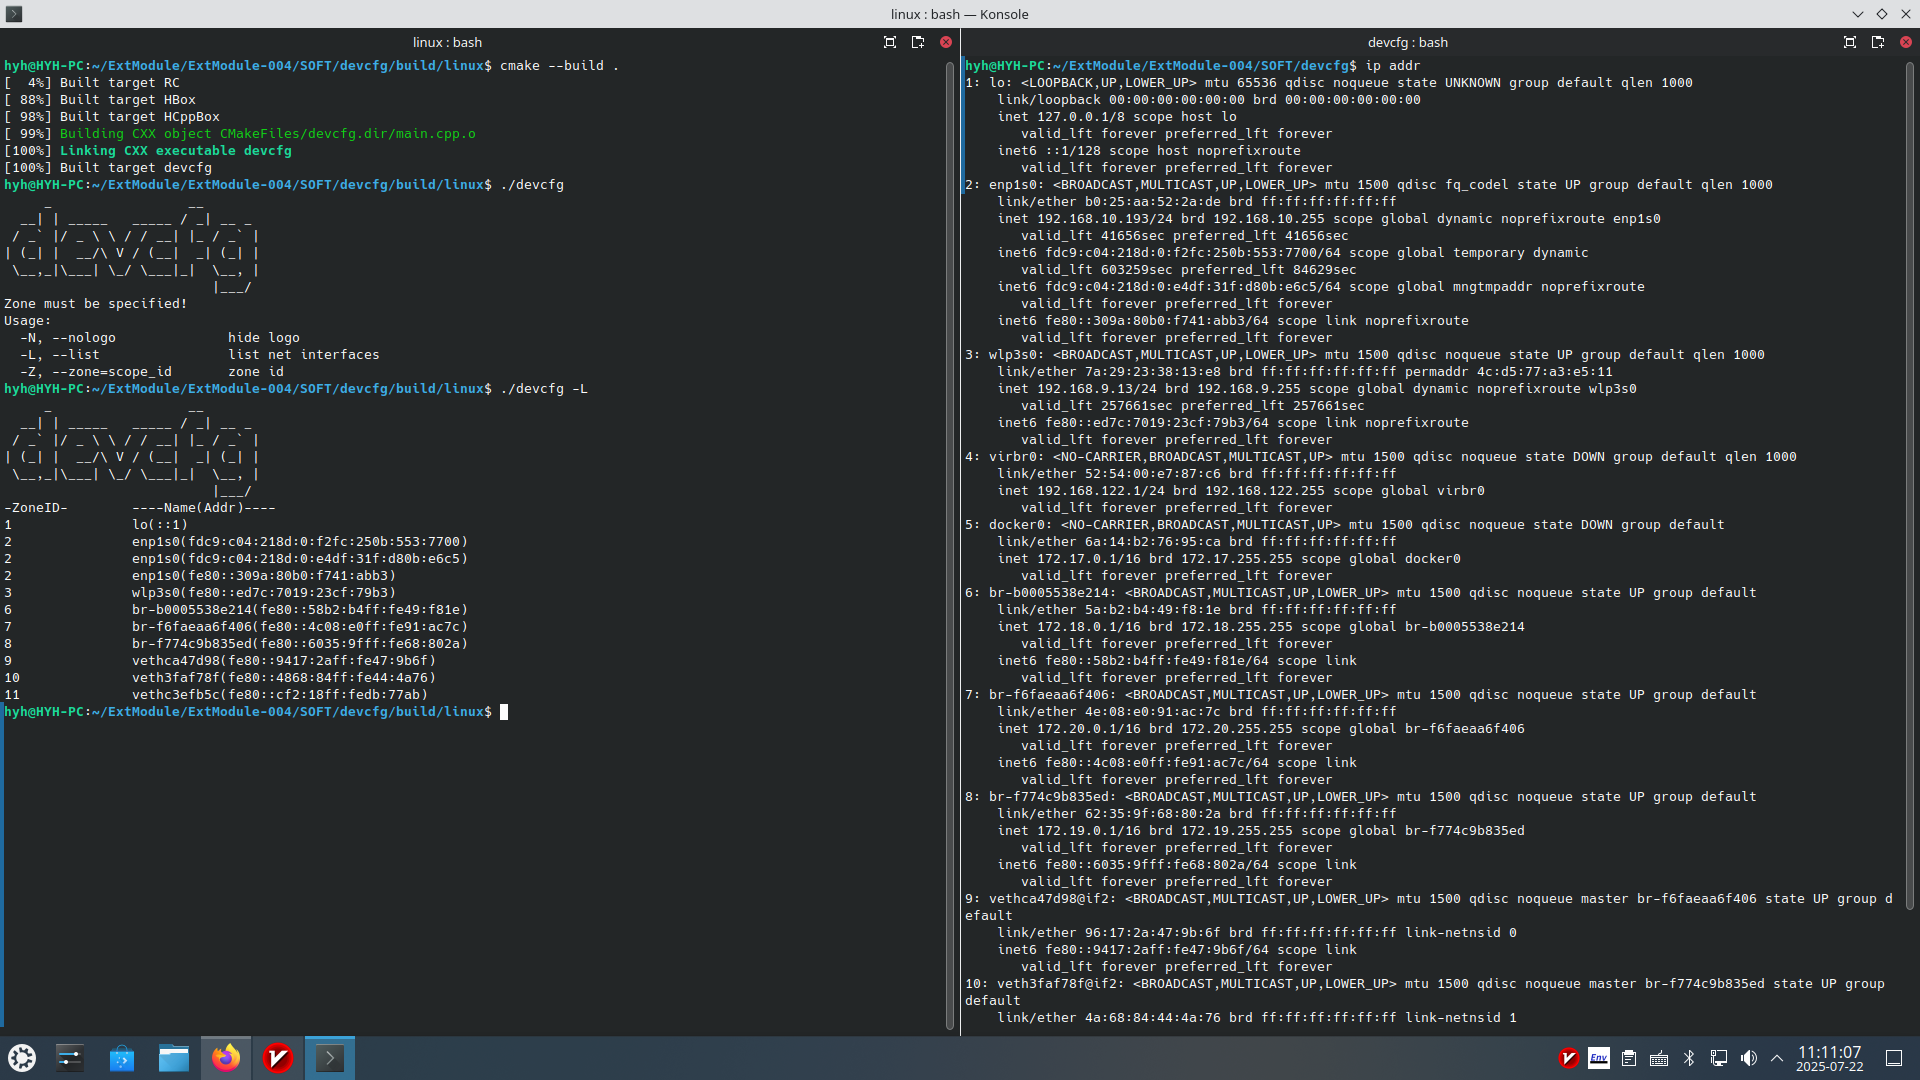 linux : bash — Konsole
linux : bash
hyh@HYH-PC:~/ExtModule/ExtModule-004/SOFT/devcfg/build/linux$ cmake --build .
[  4%] Built target RC
[ 88%] Built target HBox
[ 98%] Built target HCppBox
[ 99%] Building CXX object CMakeFiles/devcfg.dir/main.cpp.o
[100%] Linking CXX executable devcfg
[100%] Built target devcfg
hyh@HYH-PC:~/ExtModule/ExtModule-004/SOFT/devcfg/build/linux$ ./devcfg
     _                 __
  __| | _____   _____ / _| __ _
 / _` |/ _ \ \ / / __| |_ / _` |
| (_| |  __/\ V / (__|  _| (_| |
 \__,_|\___| \_/ \___|_|  \__, |
                          |___/
Zone must be specified!
Usage:
  -N, --nologo              hide logo
  -L, --list                list net interfaces
  -Z, --zone=scope_id       zone id
hyh@HYH-PC:~/ExtModule/ExtModule-004/SOFT/devcfg/build/linux$ ./devcfg -L
     _                 __
  __| | _____   _____ / _| __ _
 / _` |/ _ \ \ / / __| |_ / _` |
| (_| |  __/\ V / (__|  _| (_| |
 \__,_|\___| \_/ \___|_|  \__, |
                          |___/
-ZoneID-        ----Name(Addr)----
1               lo(::1)
2               enp1s0(fdc9:c04:218d:0:f2fc:250b:553:7700)
2               enp1s0(fdc9:c04:218d:0:e4df:31f:d80b:e6c5)
2               enp1s0(fe80::309a:80b0:f741:abb3)
3               wlp3s0(fe80::ed7c:7019:23cf:79b3)
6               br-b0005538e214(fe80::58b2:b4ff:fe49:f81e)
7               br-f6faeaa6f406(fe80::4c08:e0ff:fe91:ac7c)
8               br-f774c9b835ed(fe80::6035:9fff:fe68:802a)
9               vethca47d98(fe80::9417:2aff:fe47:9b6f)
10              veth3faf78f(fe80::4868:84ff:fe44:4a76)
11              vethc3efb5c(fe80::cf2:18ff:fedb:77ab)
hyh@HYH-PC:~/ExtModule/ExtModule-004/SOFT/devcfg/build/linux$
devcfg : bash
hyh@HYH-PC:~/ExtModule/ExtModule-004/SOFT/devcfg$ ip addr
1: lo: <LOOPBACK,UP,LOWER_UP> mtu 65536 qdisc noqueue state UNKNOWN group default qlen 1000
    link/loopback 00:00:00:00:00:00 brd 00:00:00:00:00:00
    inet 127.0.0.1/8 scope host lo
       valid_lft forever preferred_lft forever
    inet6 ::1/128 scope host noprefixroute
       valid_lft forever preferred_lft forever
2: enp1s0: <BROADCAST,MULTICAST,UP,LOWER_UP> mtu 1500 qdisc fq_codel state UP group default qlen 1000
    link/ether b0:25:aa:52:2a:de brd ff:ff:ff:ff:ff:ff
    inet 192.168.10.193/24 brd 192.168.10.255 scope global dynamic noprefixroute enp1s0
       valid_lft 41656sec preferred_lft 41656sec
    inet6 fdc9:c04:218d:0:f2fc:250b:553:7700/64 scope global temporary dynamic
       valid_lft 603259sec preferred_lft 84629sec
    inet6 fdc9:c04:218d:0:e4df:31f:d80b:e6c5/64 scope global mngtmpaddr noprefixroute
       valid_lft forever preferred_lft forever
    inet6 fe80::309a:80b0:f741:abb3/64 scope link noprefixroute
       valid_lft forever preferred_lft forever
3: wlp3s0: <BROADCAST,MULTICAST,UP,LOWER_UP> mtu 1500 qdisc noqueue state UP group default qlen 1000
    link/ether 7a:29:23:38:13:e8 brd ff:ff:ff:ff:ff:ff permaddr 4c:d5:77:a3:e5:11
    inet 192.168.9.13/24 brd 192.168.9.255 scope global dynamic noprefixroute wlp3s0
       valid_lft 257661sec preferred_lft 257661sec
    inet6 fe80::ed7c:7019:23cf:79b3/64 scope link noprefixroute
       valid_lft forever preferred_lft forever
4: virbr0: <NO-CARRIER,BROADCAST,MULTICAST,UP> mtu 1500 qdisc noqueue state DOWN group default qlen 1000
    link/ether 52:54:00:e7:87:c6 brd ff:ff:ff:ff:ff:ff
    inet 192.168.122.1/24 brd 192.168.122.255 scope global virbr0
       valid_lft forever preferred_lft forever
5: docker0: <NO-CARRIER,BROADCAST,MULTICAST,UP> mtu 1500 qdisc noqueue state DOWN group default
    link/ether 6a:14:b2:76:95:ca brd ff:ff:ff:ff:ff:ff
    inet 172.17.0.1/16 brd 172.17.255.255 scope global docker0
       valid_lft forever preferred_lft forever
6: br-b0005538e214: <BROADCAST,MULTICAST,UP,LOWER_UP> mtu 1500 qdisc noqueue state UP group default
    link/ether 5a:b2:b4:49:f8:1e brd ff:ff:ff:ff:ff:ff
    inet 172.18.0.1/16 brd 172.18.255.255 scope global br-b0005538e214
       valid_lft forever preferred_lft forever
    inet6 fe80::58b2:b4ff:fe49:f81e/64 scope link
       valid_lft forever preferred_lft forever
7: br-f6faeaa6f406: <BROADCAST,MULTICAST,UP,LOWER_UP> mtu 1500 qdisc noqueue state UP group default
    link/ether 4e:08:e0:91:ac:7c brd ff:ff:ff:ff:ff:ff
    inet 172.20.0.1/16 brd 172.20.255.255 scope global br-f6faeaa6f406
       valid_lft forever preferred_lft forever
    inet6 fe80::4c08:e0ff:fe91:ac7c/64 scope link
       valid_lft forever preferred_lft forever
8: br-f774c9b835ed: <BROADCAST,MULTICAST,UP,LOWER_UP> mtu 1500 qdisc noqueue state UP group default
    link/ether 62:35:9f:68:80:2a brd ff:ff:ff:ff:ff:ff
    inet 172.19.0.1/16 brd 172.19.255.255 scope global br-f774c9b835ed
       valid_lft forever preferred_lft forever
    inet6 fe80::6035:9fff:fe68:802a/64 scope link
       valid_lft forever preferred_lft forever
9: vethca47d98@if2: <BROADCAST,MULTICAST,UP,LOWER_UP> mtu 1500 qdisc noqueue master br-f6faeaa6f406 state UP group d
efault
    link/ether 96:17:2a:47:9b:6f brd ff:ff:ff:ff:ff:ff link-netnsid 0
    inet6 fe80::9417:2aff:fe47:9b6f/64 scope link
       valid_lft forever preferred_lft forever
10: veth3faf78f@if2: <BROADCAST,MULTICAST,UP,LOWER_UP> mtu 1500 qdisc noqueue master br-f774c9b835ed state UP group
default
    link/ether 4a:68:84:44:4a:76 brd ff:ff:ff:ff:ff:ff link-netnsid 1
Env
11:11:07
2025-07-22